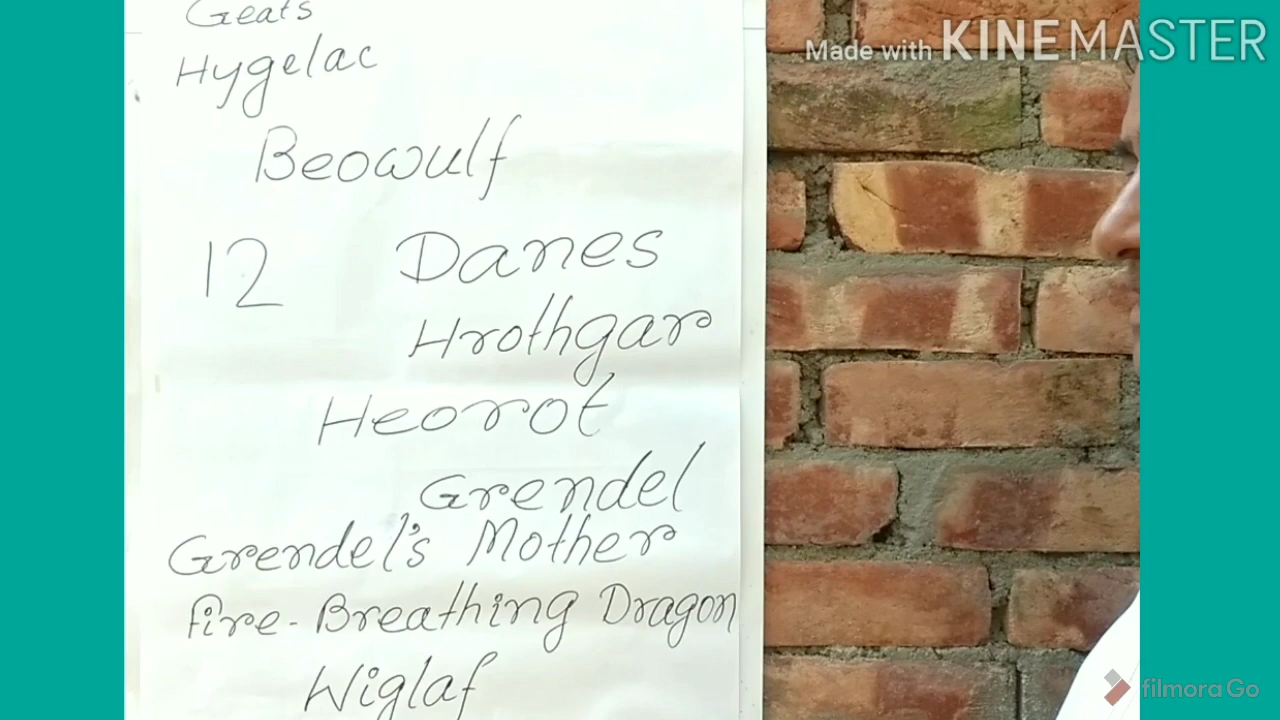 Geats
Hygelac
Beowulf
12 Danes
Hrothgar
Heorot
Grendel
Grendel's Mother
fire-Breathing Dragon
Wiglaf
Made with KINEMASTER
filmora Go